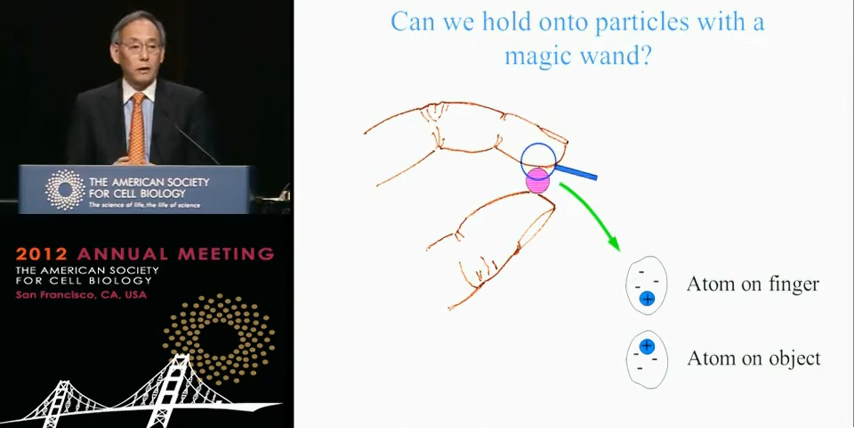 Can we hold onto particles with a
magic wand?
THE AMERICAN SOCIETY
FOR CELL BIOLOGY
The science of life, the life of science
2012 ANNUAL MEETING
THE AMERICAN SOCIETY
FOR CELL BIOLOGY
San Francisco, CA, USA
- -
- -
+
Atom on finger
+
- -
-
Atom on object